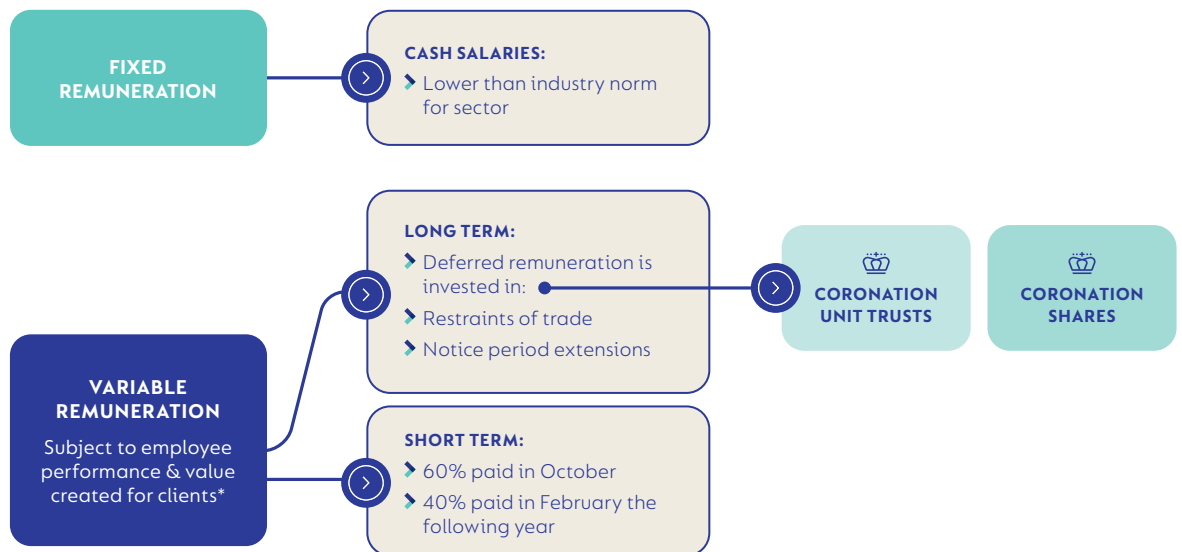 FIXED
REMUNERATION
CASH SALARIES:
Lower than industry norm
for sector
VARIABLE
REMUNERATION
Subject to employee
performance & value
created for clients*
LONG TERM:
Deferred remuneration is
invested in:
Restraints of trade
Notice period extensions
CORONATION
UNIT TRUSTS
CORONATION
SHARES
SHORT TERM:
60% paid in October
40% paid in February the
following year